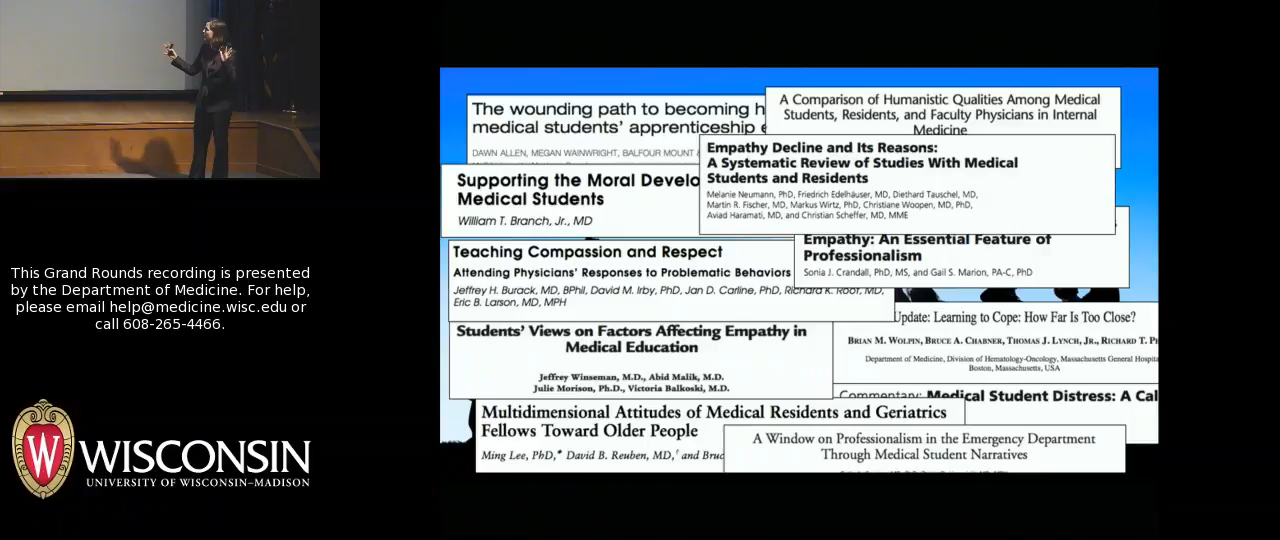 This Grand Rounds recording is presented
by the Department of Medicine. For help,
please email help@medicine.wisc.edu or
call 608-265-4466.
W
WISCONSIN
UNIVERSITY OF WISCONSIN–MADISON
The wounding path to becoming h
medical students' apprenticeship e
DAWN ALLEN, MEGAN WAINWRIGHT, BALFOUR MOUNT &
A Comparison of Humanistic Qualities Among Medical
Students, Residents, and Faculty Physicians in Internal
Medicine
Empathy Decline and Its Reasons:
A Systematic Review of Studies With Medical
Students and Residents
Melanie Neumann, PhD, Friedrich Edelhäuser, MD, Diethard Tauschel, MD,
Martin R. Fischer, MD, Markus Wirtz, PhD, Christiane Woopen, MD, PhD,
Aviad Haramati, MD, and Christian Scheffer, MD, MME
Supporting the Moral Develo
Medical Students
William T. Branch, Jr., MD
Empathy: An Essential Feature of
Professionalism
Sonia J. Crandall, PhD, MS, and Gail S. Marion, PA-C, PhD
Teaching Compassion and Respect
Attending Physicians' Responses to Problematic Behaviors
Jeffrey H. Burack, MD, BPhil, David M. Irby, PhD, Jan D. Carline, PhD, Richard K. Root, MD,
Eric B. Larson, MD, MPH
Update: Learning to Cope: How Far Is Too Close?
BRIAN M. WOLPIN, BRUCE A. CHABNER, THOMAS J. LYNCH, JR., RICHARD T. P
Department of Medicine, Division of Hematology-Oncology, Massachusetts General Hospita
Boston, Massachusetts, USA
Students' Views on Factors Affecting Empathy in
Medical Education
Jeffrey Winseman, M.D., Abid Malik, M.D.
Julie Morison, Ph.D., Victoria Balkoski, M.D.
Commentary: Medical Student Distress: A Cal
Multidimensional Attitudes of Medical Residents and Geriatrics
Fellows Toward Older People
Ming Lee, PhD,* David B. Reuben, MD,† and Bruc
A Window on Professionalism in the Emergency Department
Through Medical Student Narratives